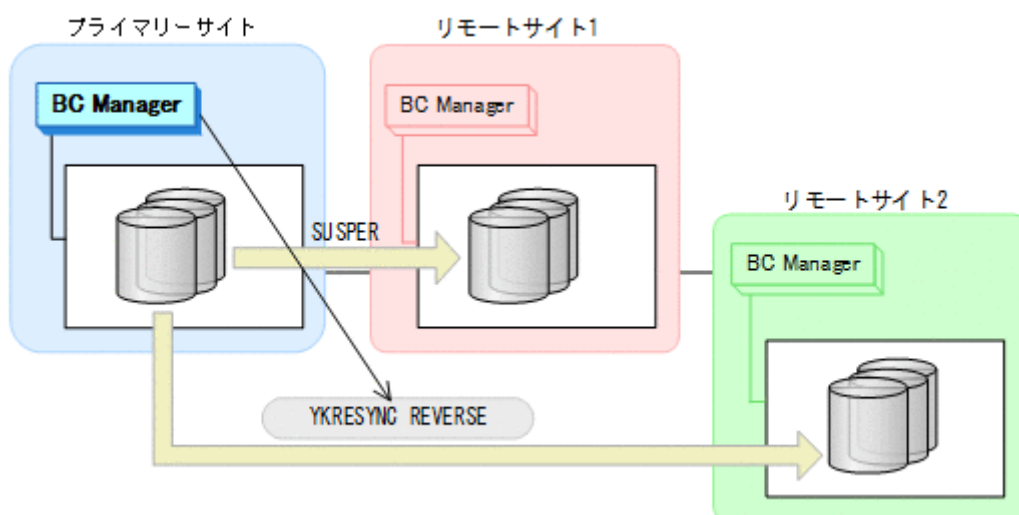 プライマリーサイト
リモートサイト1
BC Manager
BC Manager
リモートサイト2
SUSPER
BC Manager
YKRESYNC REVERSE